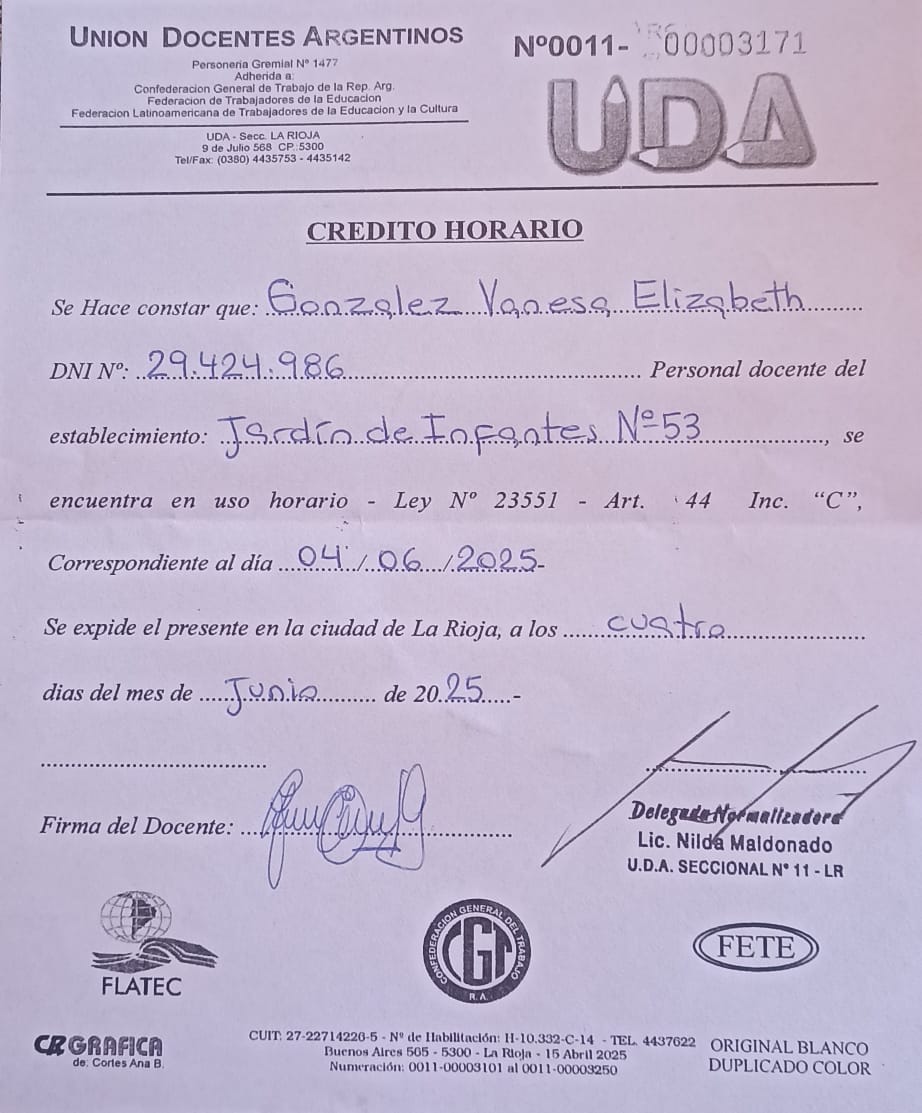 UNION DOCENTES ARGENTINOS
Personeria Gremial Nº 1477
Adherida a:
Confederacion General de Trabajo de la Rep. Arg.
Federacion de Trabajadores de la Educacion
Federacion Latinoamericana de Trabajadores de la Educacion y la Cultura
UDA - Secc. LA RIOJA
9 de Julio 568 CP.:5300
Tel/Fax: (0380) 4435753 - 4435142
Nº0011- 00003171
UDA
CREDITO HORARIO
Se Hace constar que: Gonzalez Vanesa Elizabeth
DNI Nº: 29.424.986 Personal docente del
establecimiento: Jardín de Infantes Nº 53, se
encuentra en uso horario - Ley Nº 23551 - Art. 44 Inc. “C”,
Correspondiente al día 04/06/2025-
Se expide el presente en la ciudad de La Rioja, a los cuatro
dias del mes de Junio de 2025.-
Firma del Docente:
Delegada Normalizadora
Lic. Nilda Maldonado
U.D.A. SECCIONAL Nº 11 - LR
FLATEC
CONFEDERACION GENERAL DEL TRABAJO
CGT
R.A.
FETE
CR GRAFICA
de: Cortes Ana B.
CUIT: 27-22714226-5 - Nº de Habilitación: H-10.332-C-14 - TEL. 4437622
Buenos Aires 565 - 5300 - La Rioja - 15 Abril 2025
Numeración: 0011-00003101 al 0011-00003250
ORIGINAL BLANCO
DUPLICADO COLOR